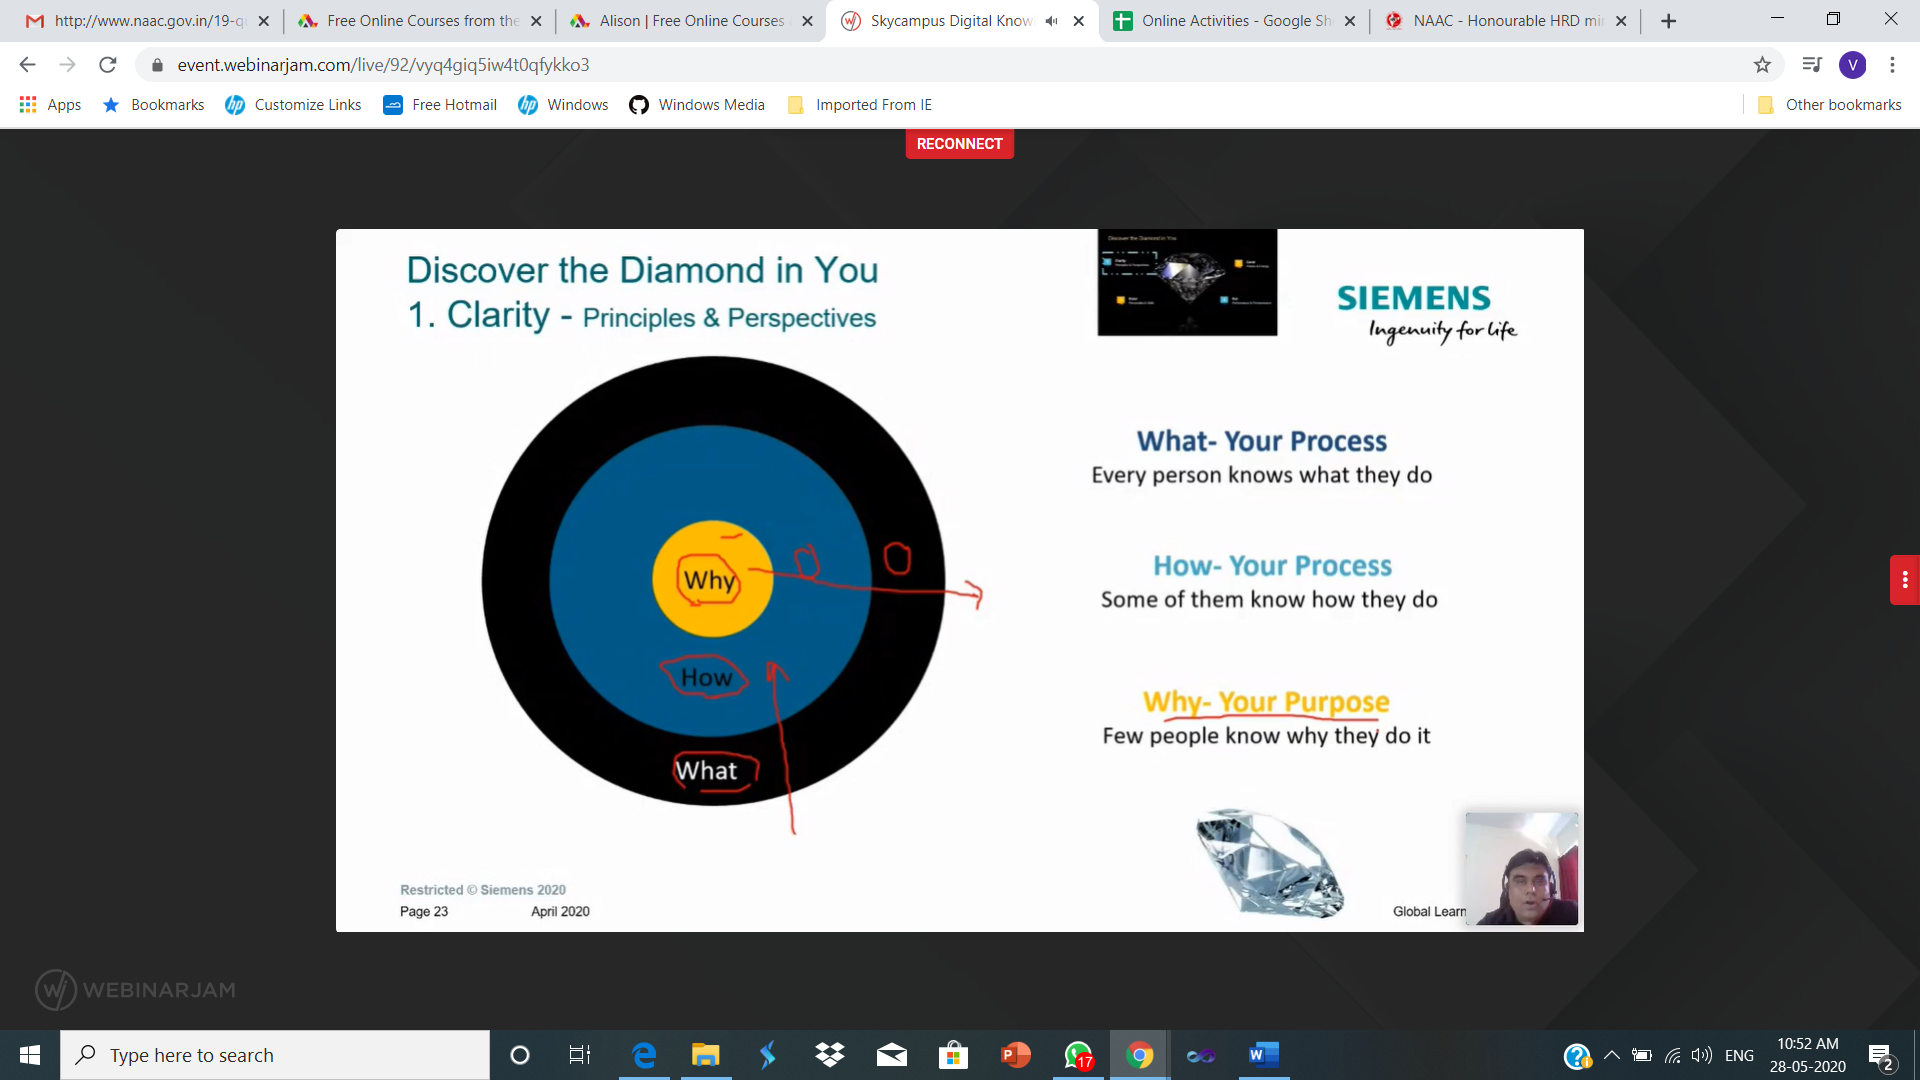 http://www.naac.gov.in/19-q
Free Online Courses from the
Alison | Free Online Courses
Skycampus Digital Know
Online Activities - Google Sh
NAAC - Honourable HRD mi
event.webinarjam.com/live/92/vyq4giq5iw4t0qfykko3
V
Apps
Bookmarks
Customize Links
Free Hotmail
Windows
Windows Media
Imported From IE
Other bookmarks
RECONNECT
Discover the Diamond in You
1. Clarity - Principles & Perspectives
Discover the Diamond in You
Clarity
SIEMENS
Ingenuity for life
What- Your Process
Every person knows what they do
How- Your Process
Some of them know how they do
Why- Your Purpose
Few people know why they do it
Why
How
What
Restricted © Siemens 2020
Page 23
April 2020
Global Learn
WEBINARJAM
Type here to search
17
ENG
10:52 AM
28-05-2020
2